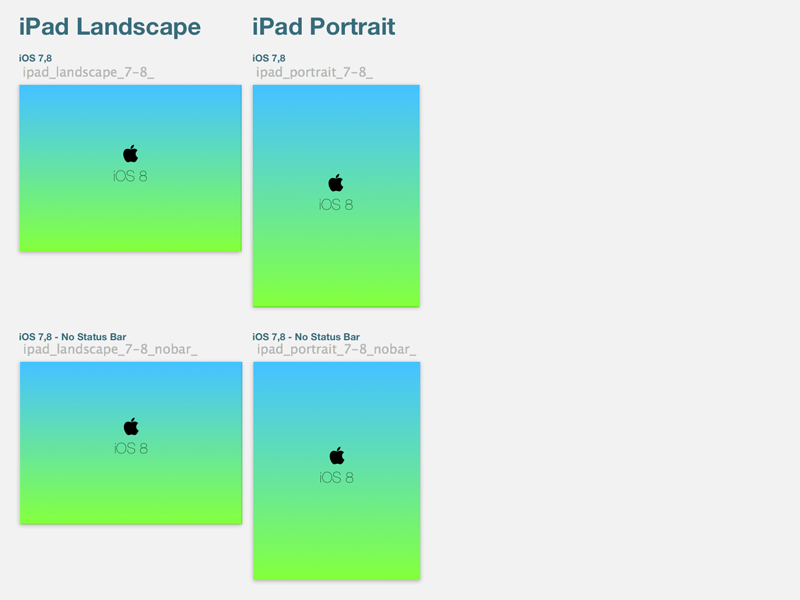 iPad Landscape
iOS 7,8
ipad_landscape_7-8_
iOS 8
iPad Portrait
iOS 7,8
ipad_portrait_7-8_
iOS 8
iOS 7,8 - No Status Bar
ipad_landscape_7-8_nobar_
iOS 8
iOS 7,8 - No Status Bar
ipad_portrait_7-8_nobar_
iOS 8